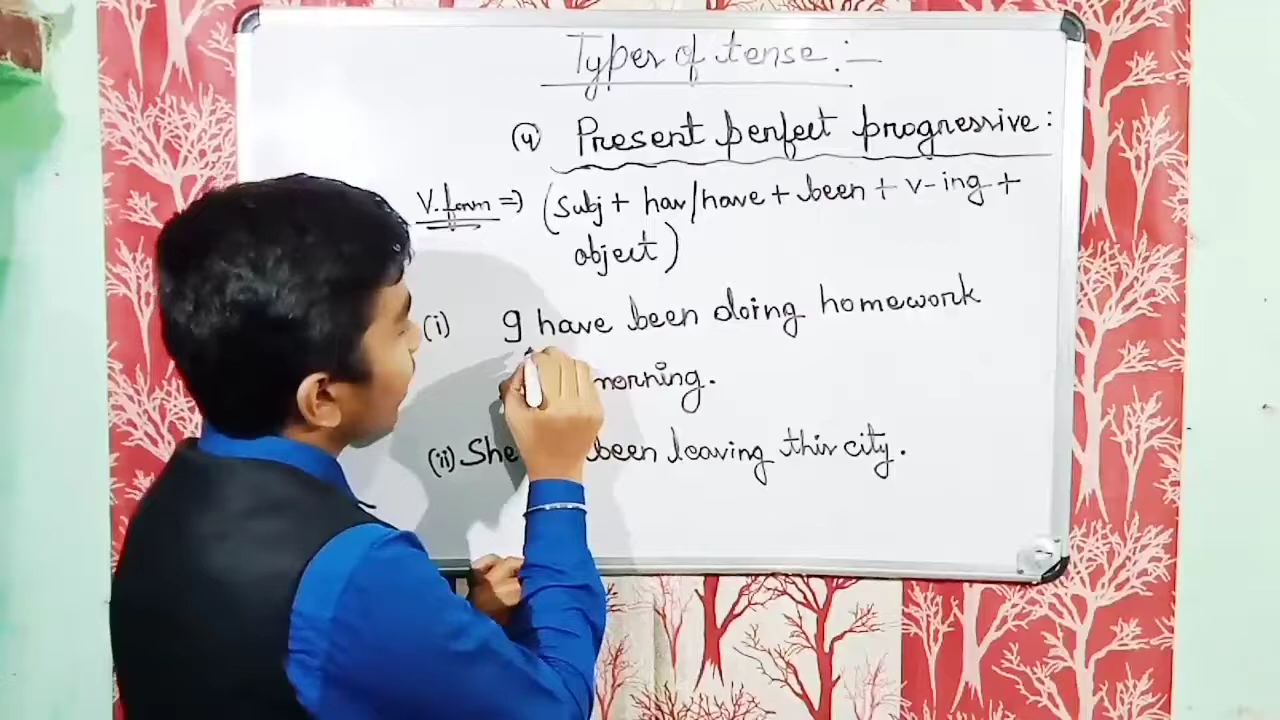 Types of tense :-
(4) Present perfect progressive :
V. form => (Subj + has/have + been + v-ing +
object)
(i) I have been doing homework
morning.
(ii) She been leaving this city.